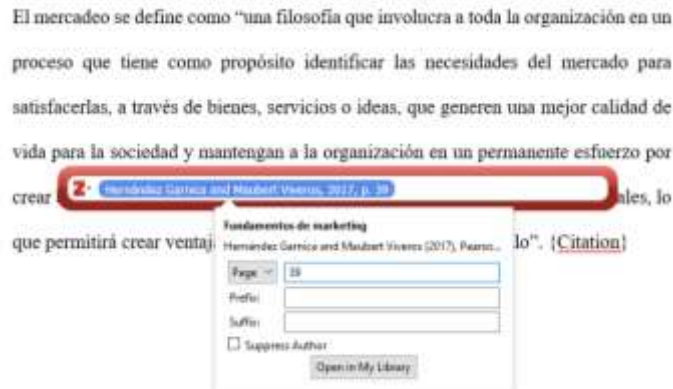 El mercadeo se define como “una filosofía que involucra a toda la organización en un
proceso que tiene como propósito identificar las necesidades del mercado para
satisfacerlas, a través de bienes, servicios o ideas, que generen una mejor calidad de
vida para la sociedad y mantengan a la organización en un permanente esfuerzo por
crear ales, lo
Z Hernández Garnica and Maubert Viveros, 2017, p. 39
que permitirá crear ventaj lo”. {Citation}
Fundamentos de marketing
Hernández Garnica and Maubert Viveros (2017), Pearso...
Page 39
Prefix:
Suffix:
Suppress Author
Open in My Library